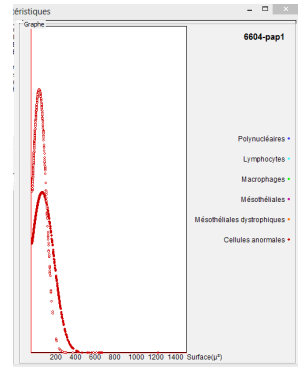 éristiques
Graphe
6604-pap1
Polynucléaires
Lymphocytes
Macrophages
Mésothéliales
Mésothéliales dystrophiques
Cellules anormales
200 400 600 800 1000 1200 1400 Surface(µ²)